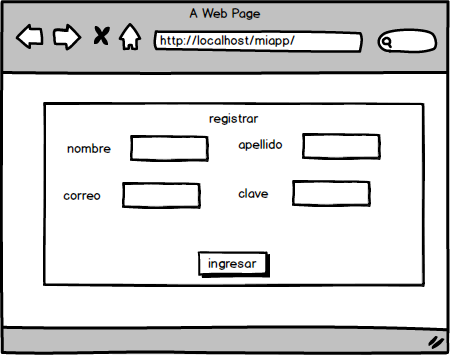 A Web Page
http://localhost/miapp/
registrar
nombre
apellido
correo
clave
ingresar